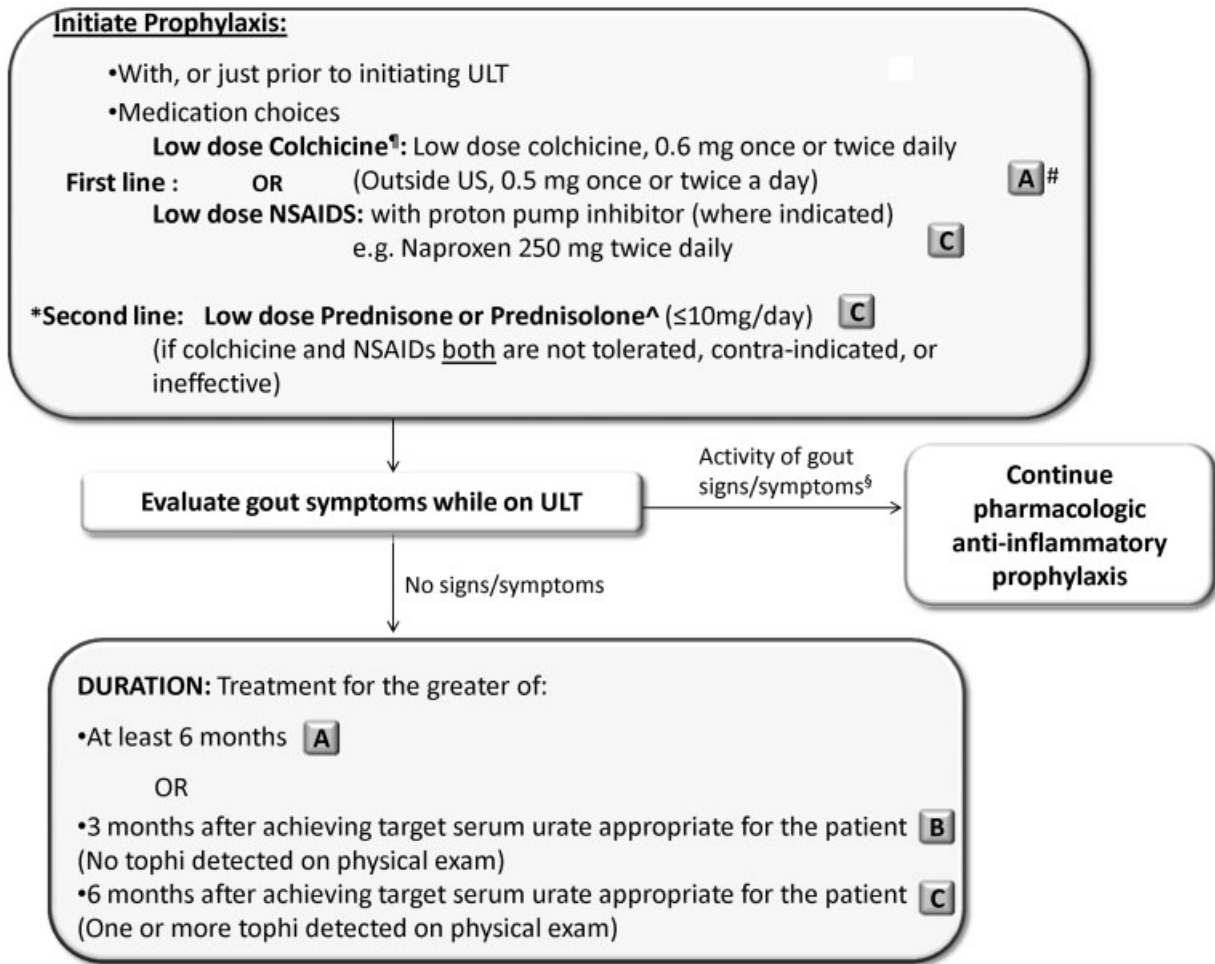 Initiate Prophylaxis:
•With, or just prior to initiating ULT
•Medication choices
Low dose Colchicine¶: Low dose colchicine, 0.6 mg once or twice daily
First line : OR (Outside US, 0.5 mg once or twice a day) A#
Low dose NSAIDS: with proton pump inhibitor (where indicated)
e.g. Naproxen 250 mg twice daily C
*Second line: Low dose Prednisone or Prednisolone^ (≤10mg/day) C
(if colchicine and NSAIDs both are not tolerated, contra-indicated, or
ineffective)
Evaluate gout symptoms while on ULT
Activity of gout
signs/symptoms§
Continue
pharmacologic
anti-inflammatory
prophylaxis
No signs/symptoms
DURATION: Treatment for the greater of:
•At least 6 months A
OR
•3 months after achieving target serum urate appropriate for the patient B
(No tophi detected on physical exam)
•6 months after achieving target serum urate appropriate for the patient C
(One or more tophi detected on physical exam)